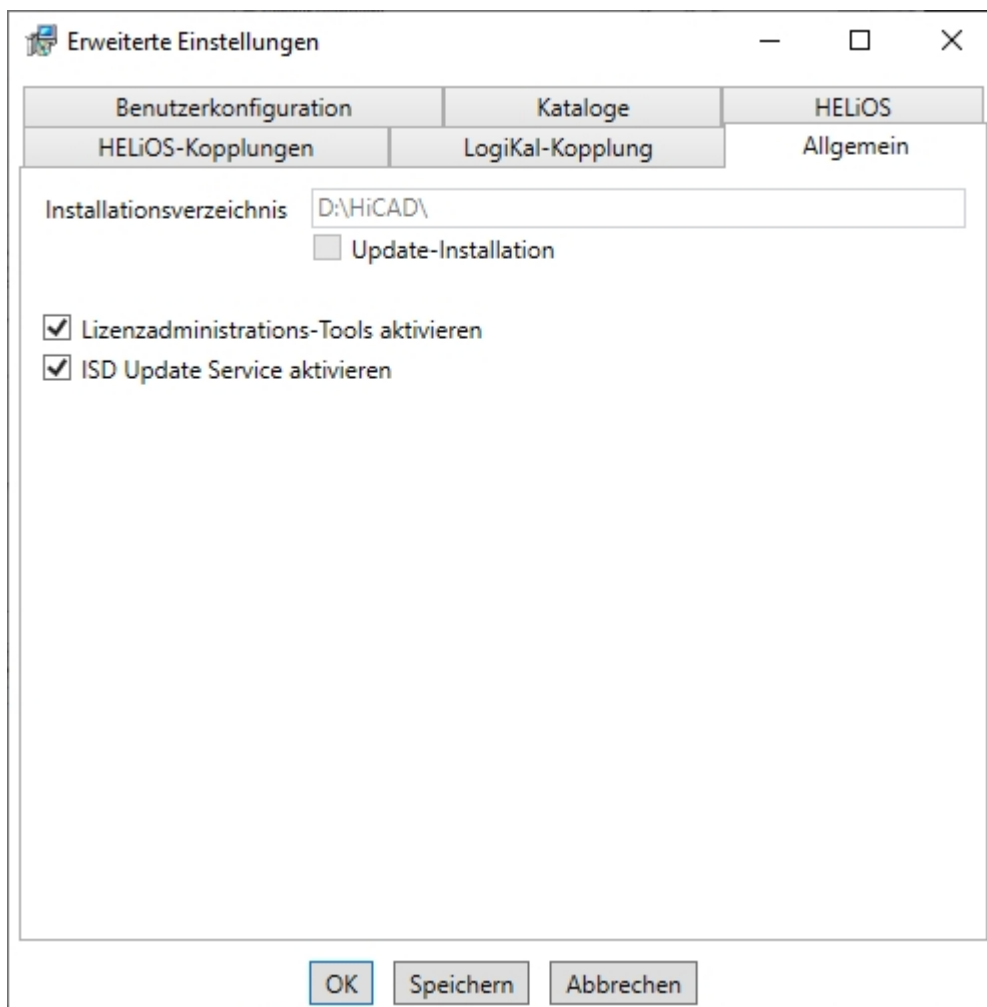 Erweiterte Einstellungen
Benutzerkonfiguration Kataloge HELiOS
HELiOS-Kopplungen LogiKal-Kopplung Allgemein
Installationsverzeichnis D:\HiCAD\
Update-Installation
Lizenzadministrations-Tools aktivieren
ISD Update Service aktivieren
OK Speichern Abbrechen